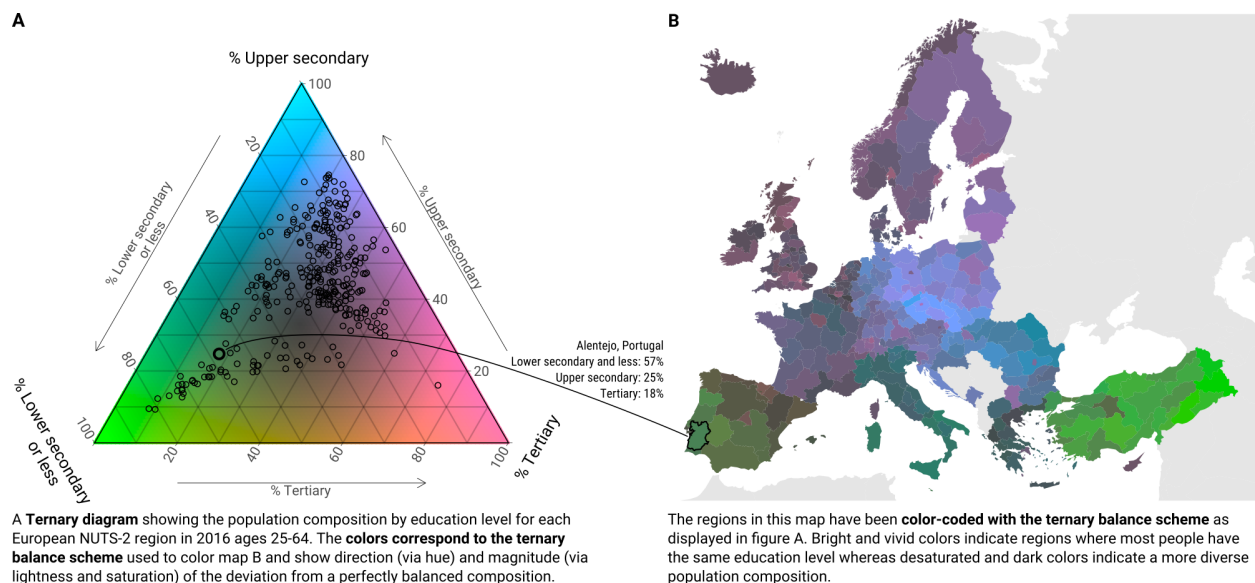 A
B
% Upper secondary
100
20
80
% Lower secondary
or less
% Upper secondary
40
60
60
40
Alentejo, Portugal
Lower secondary and less: 57%
Upper secondary: 25%
Tertiary: 18%
80
20
% Lower secondary
or less
100
20
40
60
80
100
% Tertiary
% Tertiary
A Ternary diagram showing the population composition by education level for each
European NUTS-2 region in 2016 ages 25-64. The colors correspond to the ternary
balance scheme used to color map B and show direction (via hue) and magnitude (via
lightness and saturation) of the deviation from a perfectly balanced composition.
The regions in this map have been color-coded with the ternary balance scheme as
displayed in figure A. Bright and vivid colors indicate regions where most people have
the same education level whereas desaturated and dark colors indicate a more diverse
population composition.